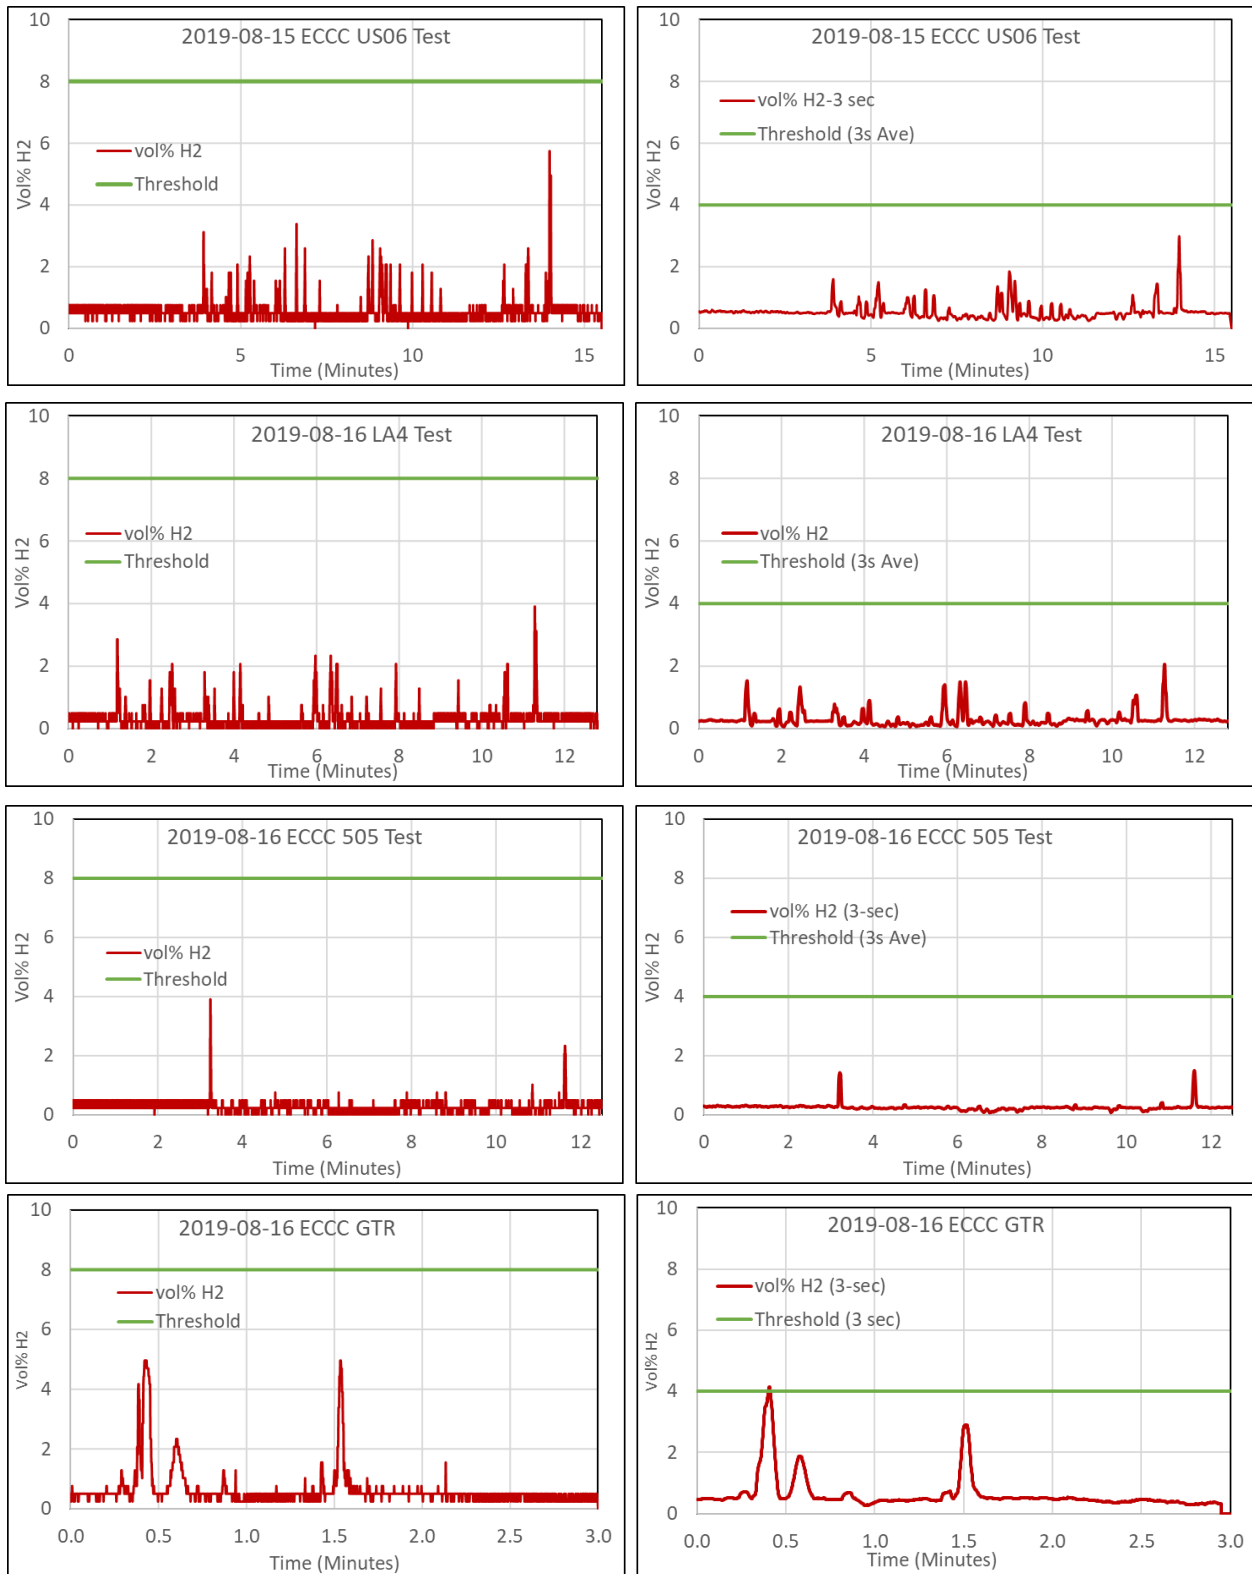 2019-08-15 ECCC US06 Test
10
8
6
4
2
0
Vol% H2
vol% H2
Threshold
0 5 10 15
Time (Minutes)
2019-08-15 ECCC US06 Test
10
8
6
4
2
0
Vol% H2
vol% H2-3 sec
Threshold (3s Ave)
0 5 10 15
Time (Minutes)
2019-08-16 LA4 Test
10
8
6
4
2
0
Vol% H2
vol% H2
Threshold
0 2 4 6 8 10 12
Time (Minutes)
2019-08-16 LA4 Test
10
8
6
4
2
0
Vol% H2
vol% H2
Threshold (3s Ave)
0 2 4 6 8 10 12
Time (Minutes)
2019-08-16 ECCC 505 Test
10
8
6
4
2
0
Vol% H2
vol% H2
Threshold
0 2 4 6 8 10 12
Time (Minutes)
2019-08-16 ECCC 505 Test
10
8
6
4
2
0
Vol% H2
vol% H2 (3-sec)
Threshold (3s Ave)
0 2 4 6 8 10 12
Time (Minutes)
2019-08-16 ECCC GTR
10
8
6
4
2
0
Vol% H2
vol% H2
Threshold
0.0 0.5 1.0 1.5 2.0 2.5 3.0
Time (Minutes)
2019-08-16 ECCC GTR
10
8
6
4
2
0
Vol% H2
vol% H2 (3-sec)
Threshold (3 sec)
0.0 0.5 1.0 1.5 2.0 2.5 3.0
Time (Minutes)